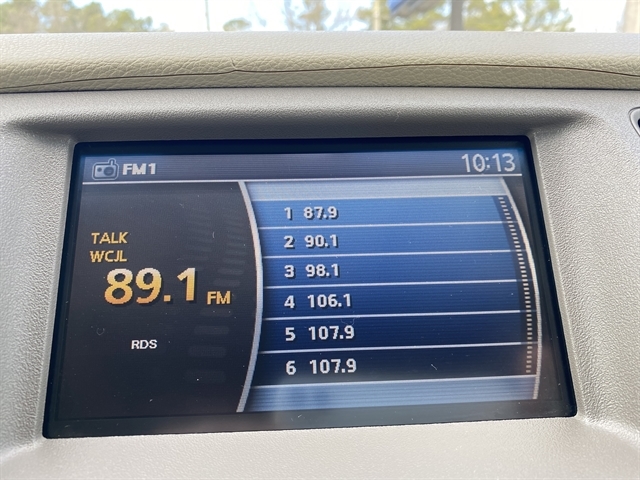 FM1 10:13
TALK
WCJL
89.1 FM
RDS
1 87.9
2 90.1
3 98.1
4 106.1
5 107.9
6 107.9